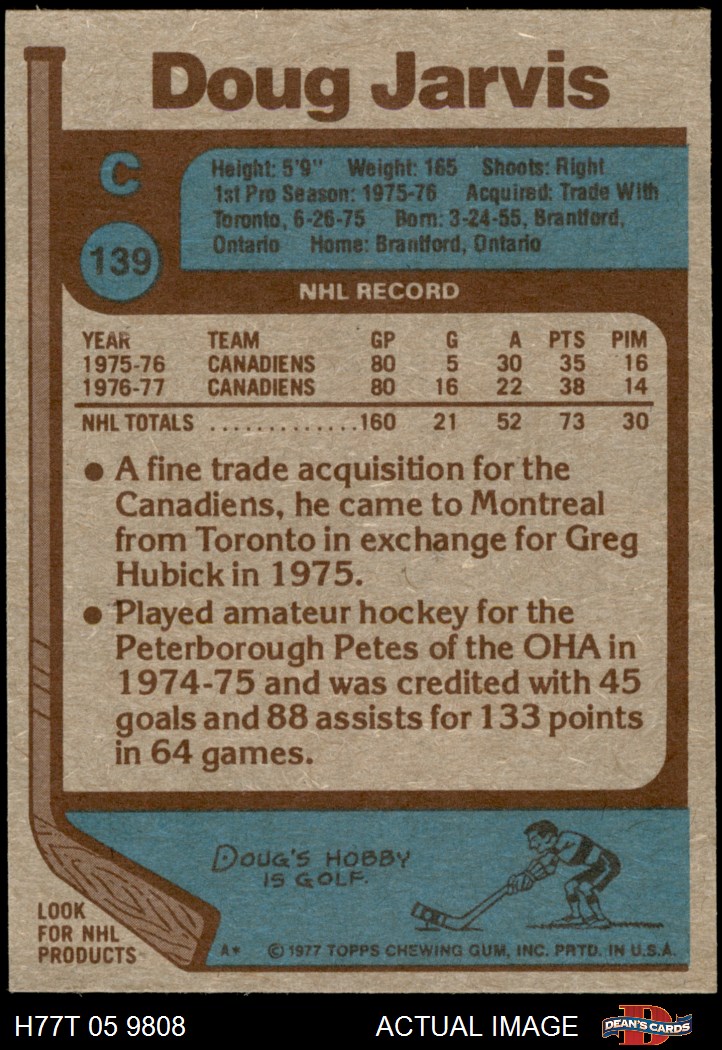 Doug Jarvis
C
139
Height: 5'9" Weight: 165 Shoots: Right
1st Pro Season: 1975-76 Acquired: Trade With
Toronto, 6-26-75 Born: 3-24-55, Brantford,
Ontario Home: Brantford, Ontario
NHL RECORD
YEAR TEAM GP G A PTS PIM
1975-76 CANADIENS 80 5 30 35 16
1976-77 CANADIENS 80 16 22 38 14
NHL TOTALS .............160 21 52 73 30
● A fine trade acquisition for the
Canadiens, he came to Montreal
from Toronto in exchange for Greg
Hubick in 1975.
● Played amateur hockey for the
Peterborough Petes of the OHA in
1974-75 and was credited with 45
goals and 88 assists for 133 points
in 64 games.
DOUG'S HOBBY
IS GOLF.
LOOK
FOR NHL
PRODUCTS
A* © 1977 TOPPS CHEWING GUM, INC. PRTD. IN U.S.A.
H77T 05 9808 ACTUAL IMAGE D DEAN'S CARDS